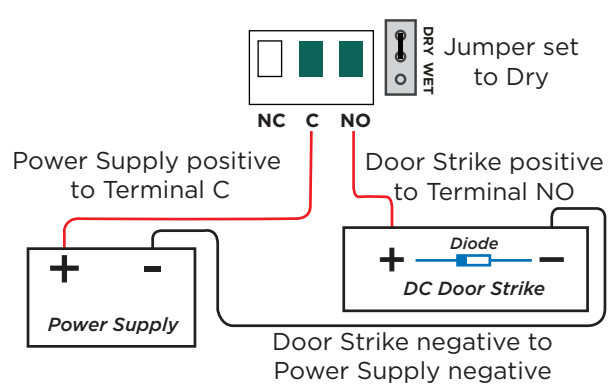 DRY WET
Jumper set
to Dry
NC C NO
Power Supply positive
to Terminal C
Door Strike positive
to Terminal NO
+ -
Power Supply
+ Diode -
DC Door Strike
Door Strike negative to
Power Supply negative